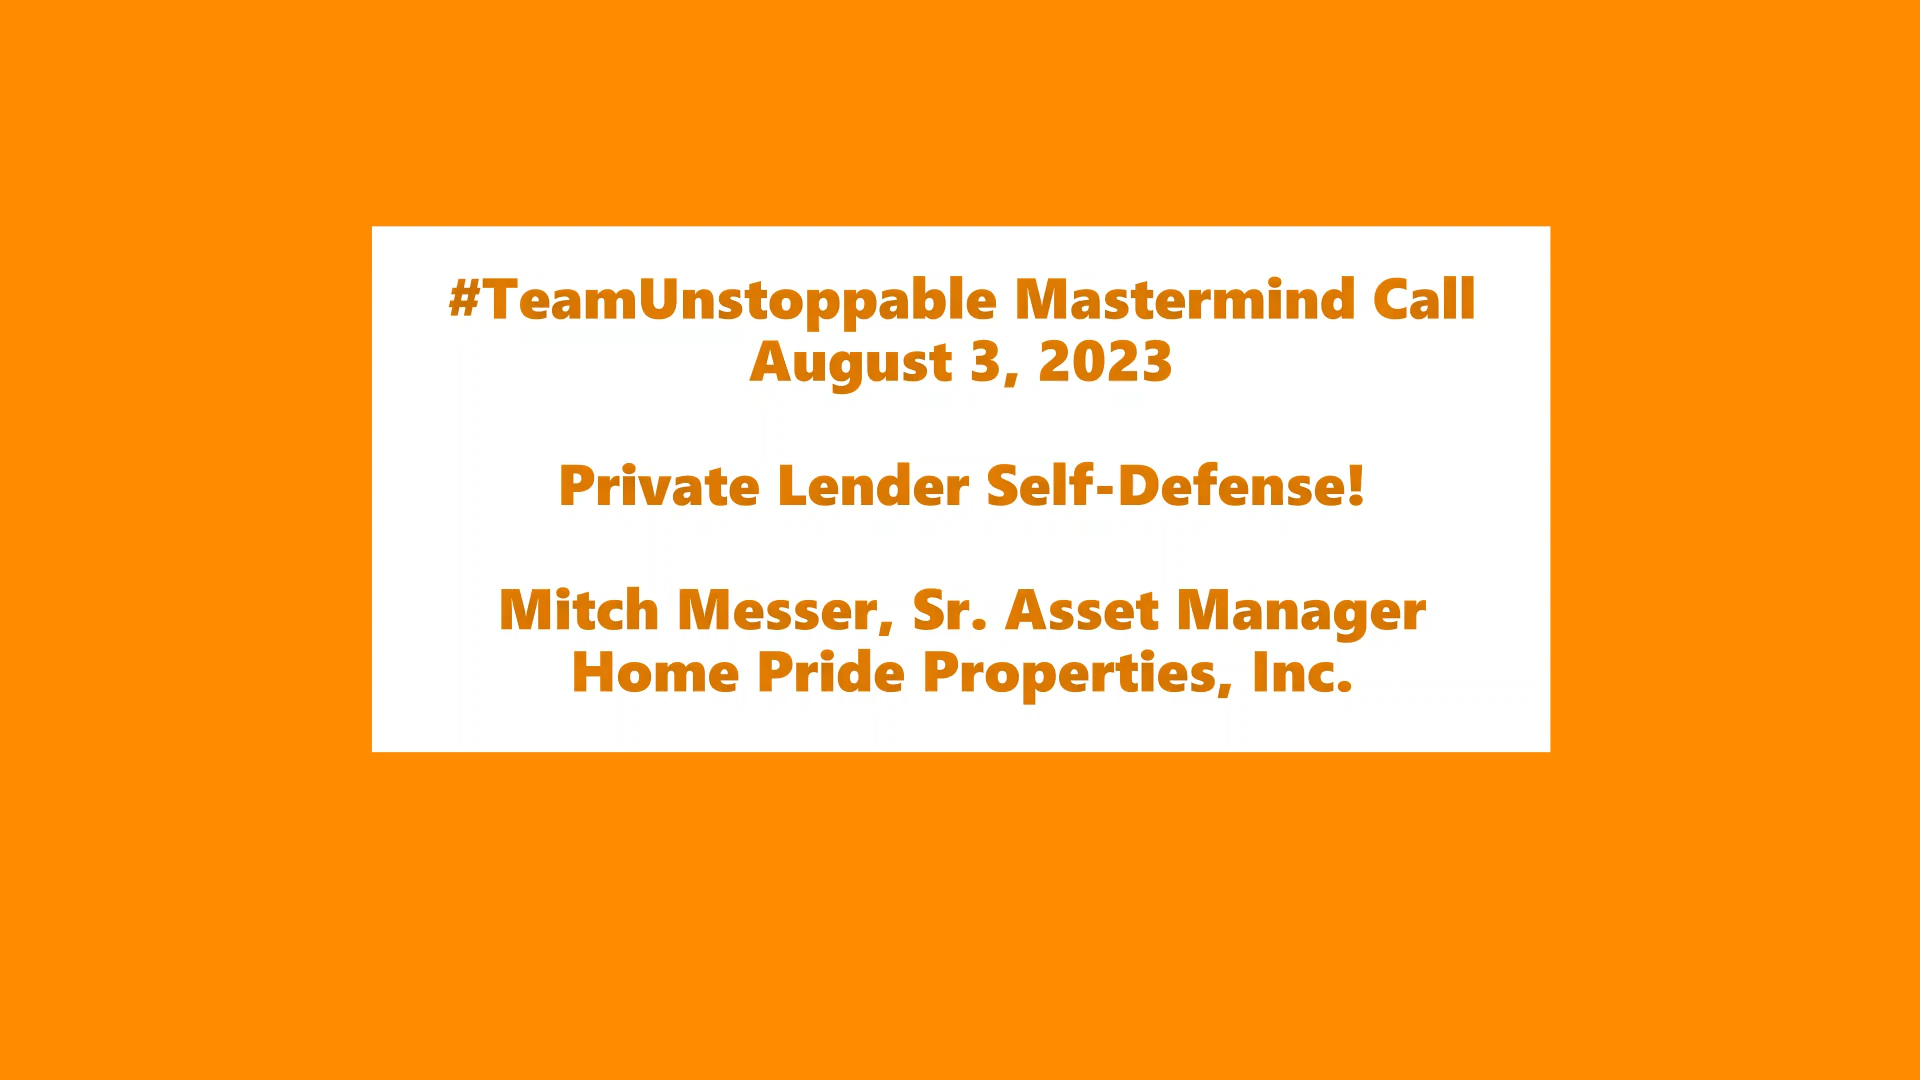 #TeamUnstoppable Mastermind Call
August 3, 2023
Private Lender Self-Defense!
Mitch Messer, Sr. Asset Manager
Home Pride Properties, Inc.